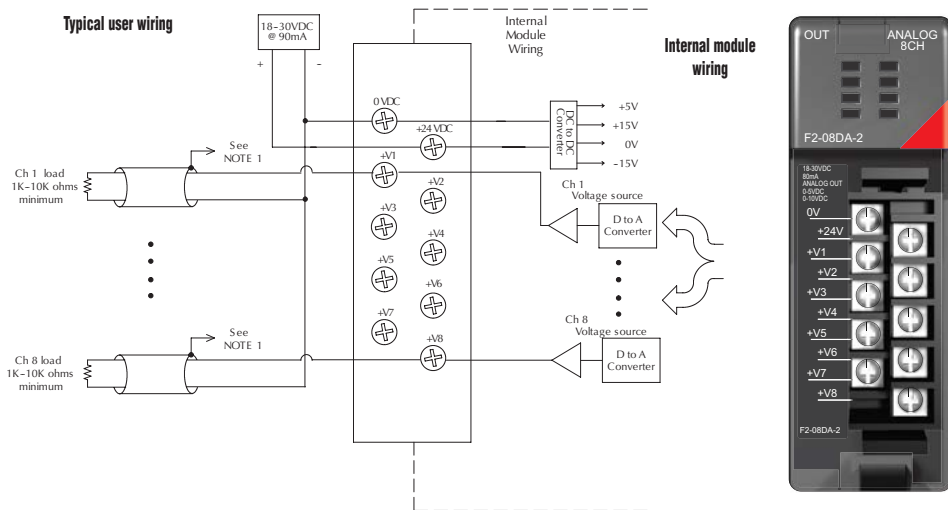 Typical user wiring
18-30VDC
@ 90mA
+
-
Internal
Module
Wiring
Internal module
wiring
0 VDC
+24 VDC
DC to DC
Converter
+5V
+15V
0V
-15V
See
NOTE 1
Ch 1 load
1K-10K ohms
minimum
+V1
+V2
+V3
+V4
+V5
+V6
+V7
+V8
Ch 1
Voltage source
D to A
Converter
Ch 8
Voltage source
D to A
Converter
See
NOTE 1
Ch 8 load
1K-10K ohms
minimum
OUT
ANALOG
8CH
F2-08DA-2
18-30VDC
80mA
ANALOG OUT
0-5VDC
0-10VDC
0V
+24V
+V1
+V2
+V3
+V4
+V5
+V6
+V7
+V8
F2-08DA-2